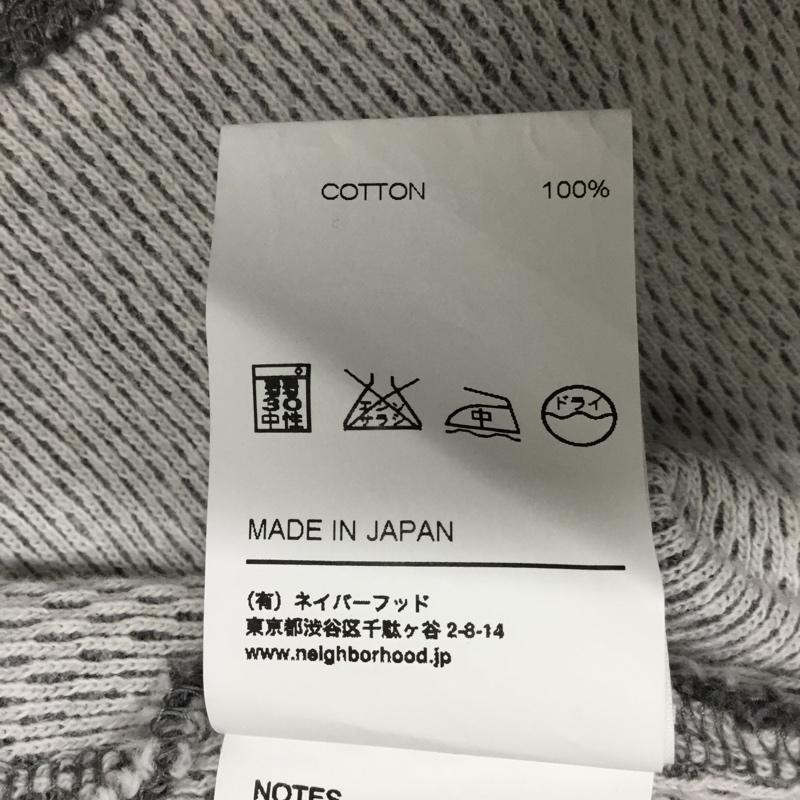 COTTON 100%
中性
エンソ
サラシ
中
ドライ
MADE IN JAPAN
(有) ネイバーフッド
東京都渋谷区千駄ヶ谷 2-8-14
www.neighborhood.jp
NOTES